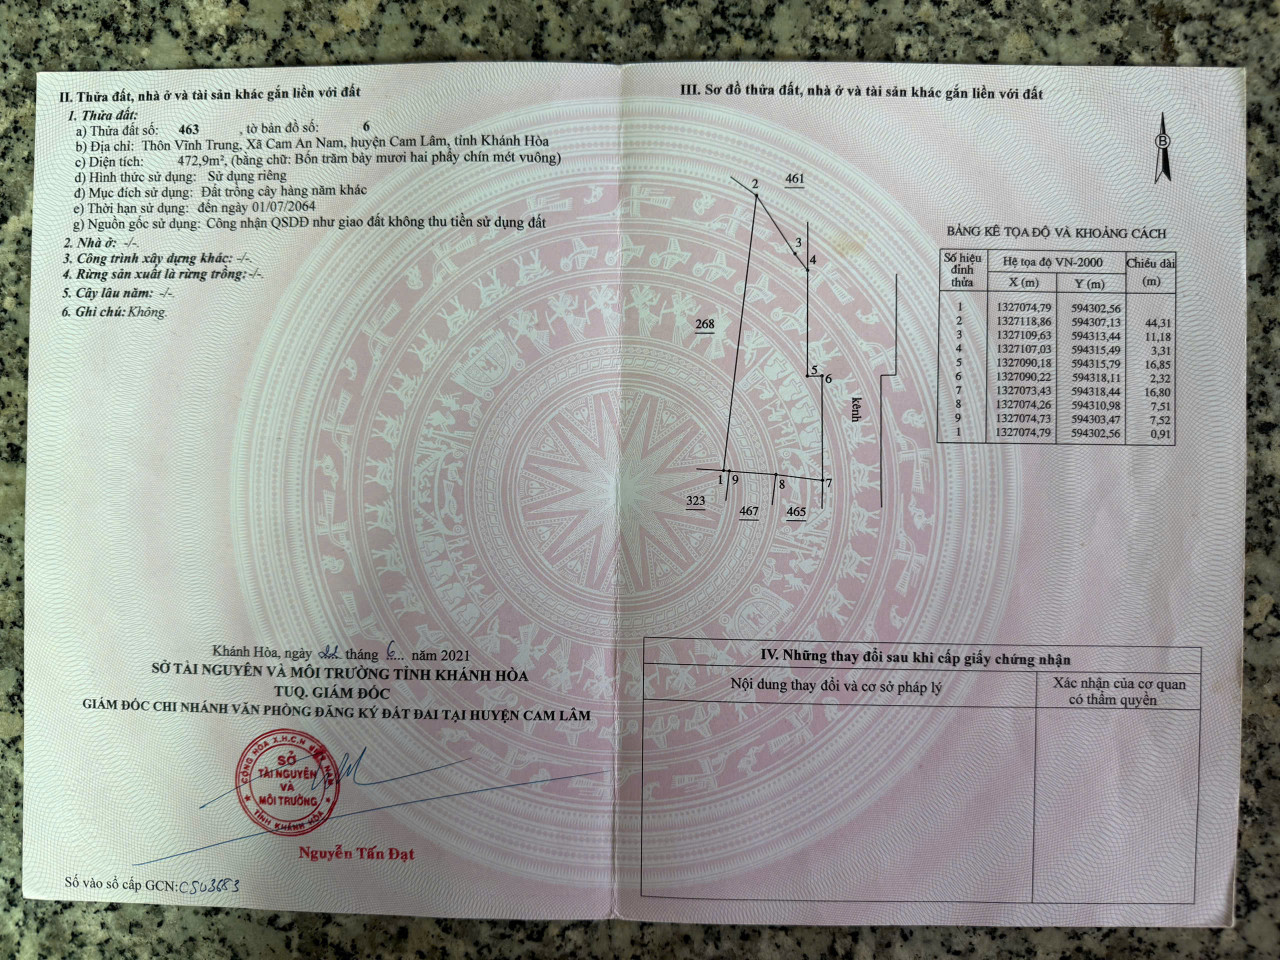 II. Thửa đất, nhà ở và tài sản khác gắn liền với đất
1. Thửa đất:
a) Thửa đất số: 463 , tờ bản đồ số: 6
b) Địa chỉ: Thôn Vĩnh Trung, Xã Cam An Nam, huyện Cam Lâm, tỉnh Khánh Hòa
c) Diện tích: 472,9m², (bằng chữ: Bốn trăm bảy mươi hai phẩy chín mét vuông)
d) Hình thức sử dụng: Sử dụng riêng
đ) Mục đích sử dụng: Đất trồng cây hàng năm khác
e) Thời hạn sử dụng: đến ngày 01/07/2064
g) Nguồn gốc sử dụng: Công nhận QSDĐ như giao đất không thu tiền sử dụng đất
2. Nhà ở: -/-.
3. Công trình xây dựng khác: -/-.
4. Rừng sản xuất là rừng trồng: -/-.
5. Cây lâu năm: -/-.
6. Ghi chú: Không.
Khánh Hòa, ngày 22 tháng 6 năm 2021
SỞ TÀI NGUYÊN VÀ MÔI TRƯỜNG TỈNH KHÁNH HÒA
TUQ. GIÁM ĐỐC
GIÁM ĐỐC CHI NHÁNH VĂN PHÒNG ĐĂNG KÝ ĐẤT ĐAI TẠI HUYỆN CAM LÂM
CỘNG HÒA X.H.C.N VIỆT NAM
SỞ
TÀI NGUYÊN
VÀ
MÔI TRƯỜNG
TỈNH KHÁNH HÒA
Nguyễn Tấn Đạt
Số vào sổ cấp GCN: CS03683
III. Sơ đồ thửa đất, nhà ở và tài sản khác gắn liền với đất
B
2 461
3
4
268
5
6
kênh
1 9
8
7
323
467
465
BẢNG KÊ TỌA ĐỘ VÀ KHOẢNG CÁCH
Số hiệu đỉnh thửa Hệ tọa độ VN-2000 Chiều dài (m)
X (m) Y (m)
1 1327074,79 594302,56
2 1327118,86 594307,13 44,31
3 1327109,63 594313,44 11,18
4 1327107,03 594315,49 3,31
5 1327090,18 594315,79 16,85
6 1327090,22 594318,11 2,32
7 1327073,43 594318,44 16,80
8 1327074,26 594310,98 7,51
9 1327074,73 594303,47 7,52
1 1327074,79 594302,56 0,91
IV. Những thay đổi sau khi cấp giấy chứng nhận
Nội dung thay đổi và cơ sở pháp lý
Xác nhận của cơ quan
có thẩm quyền